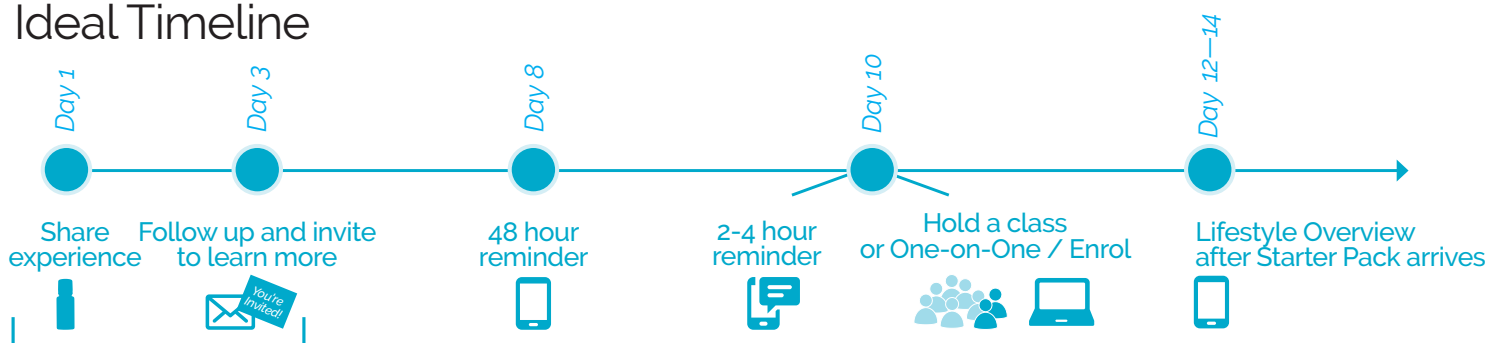 Ideal Timeline
Day 1
Day 3
Day 8
Day 10
Day 12—14
Share
experience
Follow up and invite
to learn more
You're
Invited!
48 hour
reminder
2-4 hour
reminder
Hold a class
or One-on-One / Enrol
Lifestyle Overview
after Starter Pack arrives